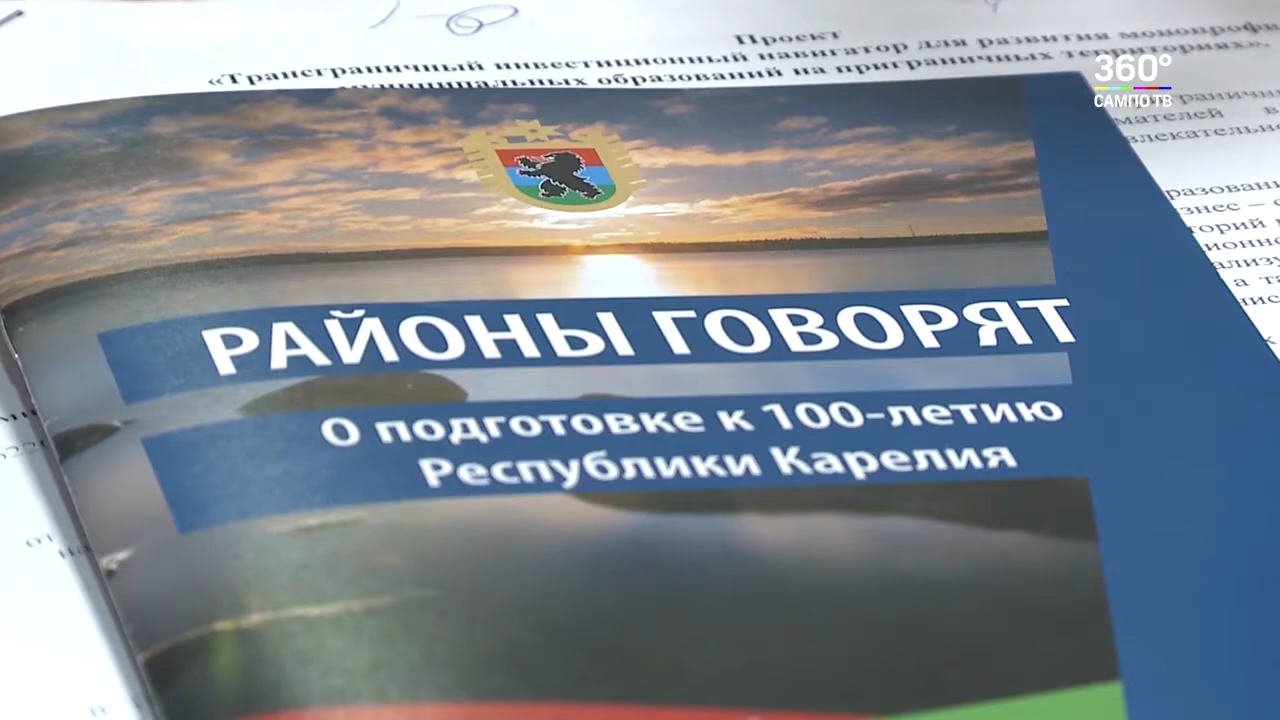 Проект
«Трансграничный инвестиционный навигатор для развития
муниципальных образований на приграничных территориях».
360°
САМПО ТВ
РАЙОНЫ ГОВОРЯТ
О подготовке к 100-летию
Республики Карелия